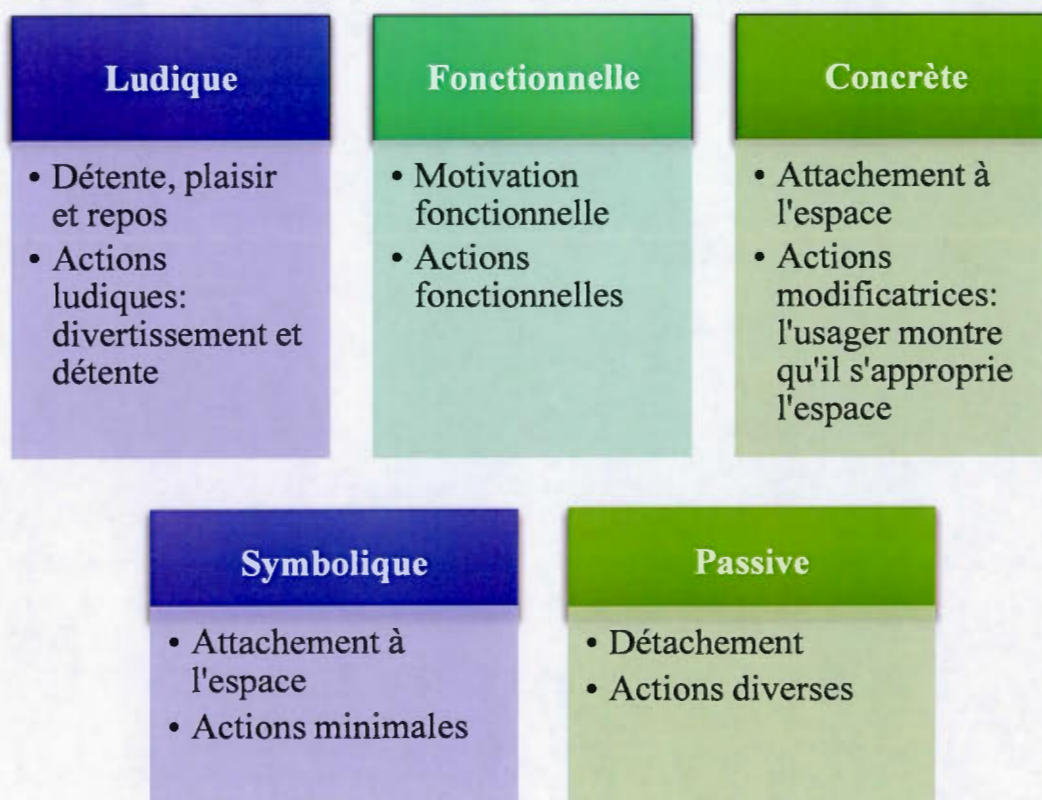 Ludique
• Détente, plaisir
et repos
• Actions
ludiques:
divertissement et
détente
Fonctionnelle
• Motivation
fonctionnelle
• Actions
fonctionnelles
Concrète
• Attachement à
l'espace
• Actions
modificatrices:
l'usager montre
qu'il s'approprie
l'espace
Symbolique
• Attachement à
l'espace
• Actions minimales
Passive
• Détachement
• Actions diverses